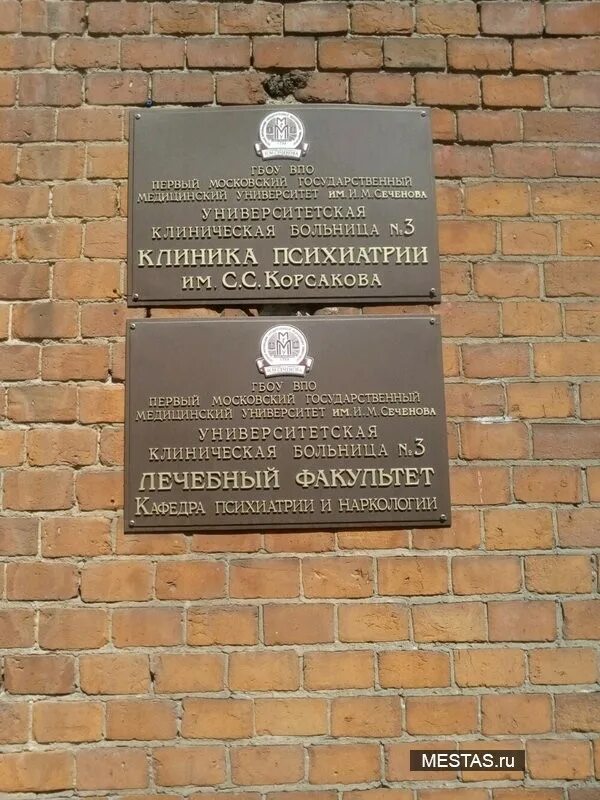 ГБОУ ВПО
ПЕРВЫЙ МОСКОВСКИЙ ГОСУДАРСТВЕННЫЙ
МЕДИЦИНСКИЙ УНИВЕРСИТЕТ ИМ. И.М. СЕЧЕНОВА
УНИВЕРСИТЕТСКАЯ
КЛИНИЧЕСКАЯ БОЛЬНИЦА №3
КЛИНИКА ПСИХИАТРИИ
ИМ. С.С. КОРСАКОВА
ГБОУ ВПО
ПЕРВЫЙ МОСКОВСКИЙ ГОСУДАРСТВЕННЫЙ
МЕДИЦИНСКИЙ УНИВЕРСИТЕТ ИМ. И.М. СЕЧЕНОВА
УНИВЕРСИТЕТСКАЯ
КЛИНИЧЕСКАЯ БОЛЬНИЦА №3
ЛЕЧЕБНЫЙ ФАКУЛЬТЕТ
КАФЕДРА ПСИХИАТРИИ И НАРКОЛОГИИ
MESTAS.ru